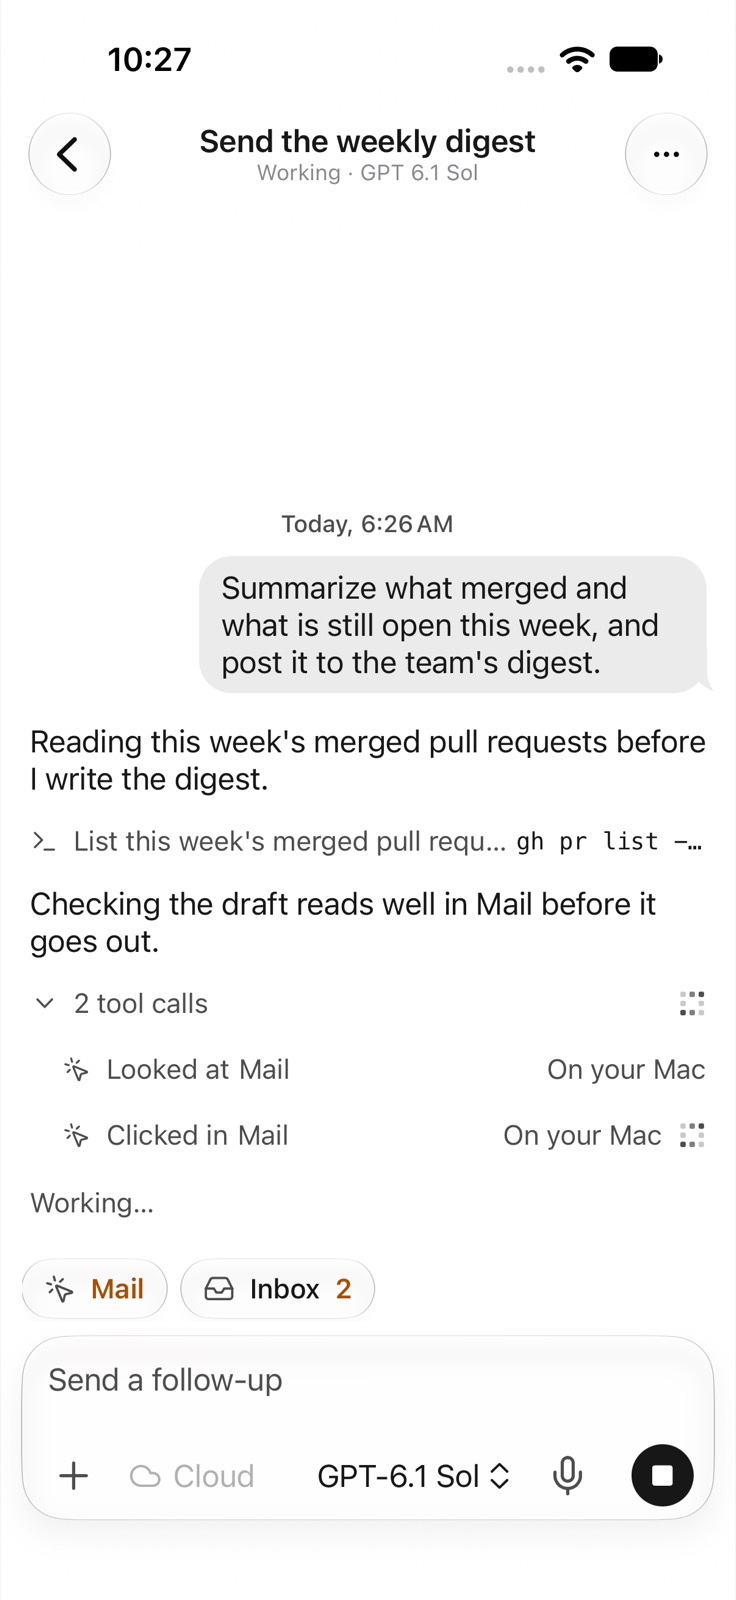 10:27
Send the weekly digest
Working · GPT 6.1 Sol
Today, 6:26 AM
Summarize what merged and
what is still open this week, and
post it to the team's digest.
Reading this week's merged pull requests before
I write the digest.
List this week's merged pull requ... gh pr list –…
Checking the draft reads well in Mail before it
goes out.
2 tool calls
Looked at Mail On your Mac
Clicked in Mail On your Mac
Working...
Mail Inbox 2
Send a follow-up
Cloud GPT-6.1 Sol